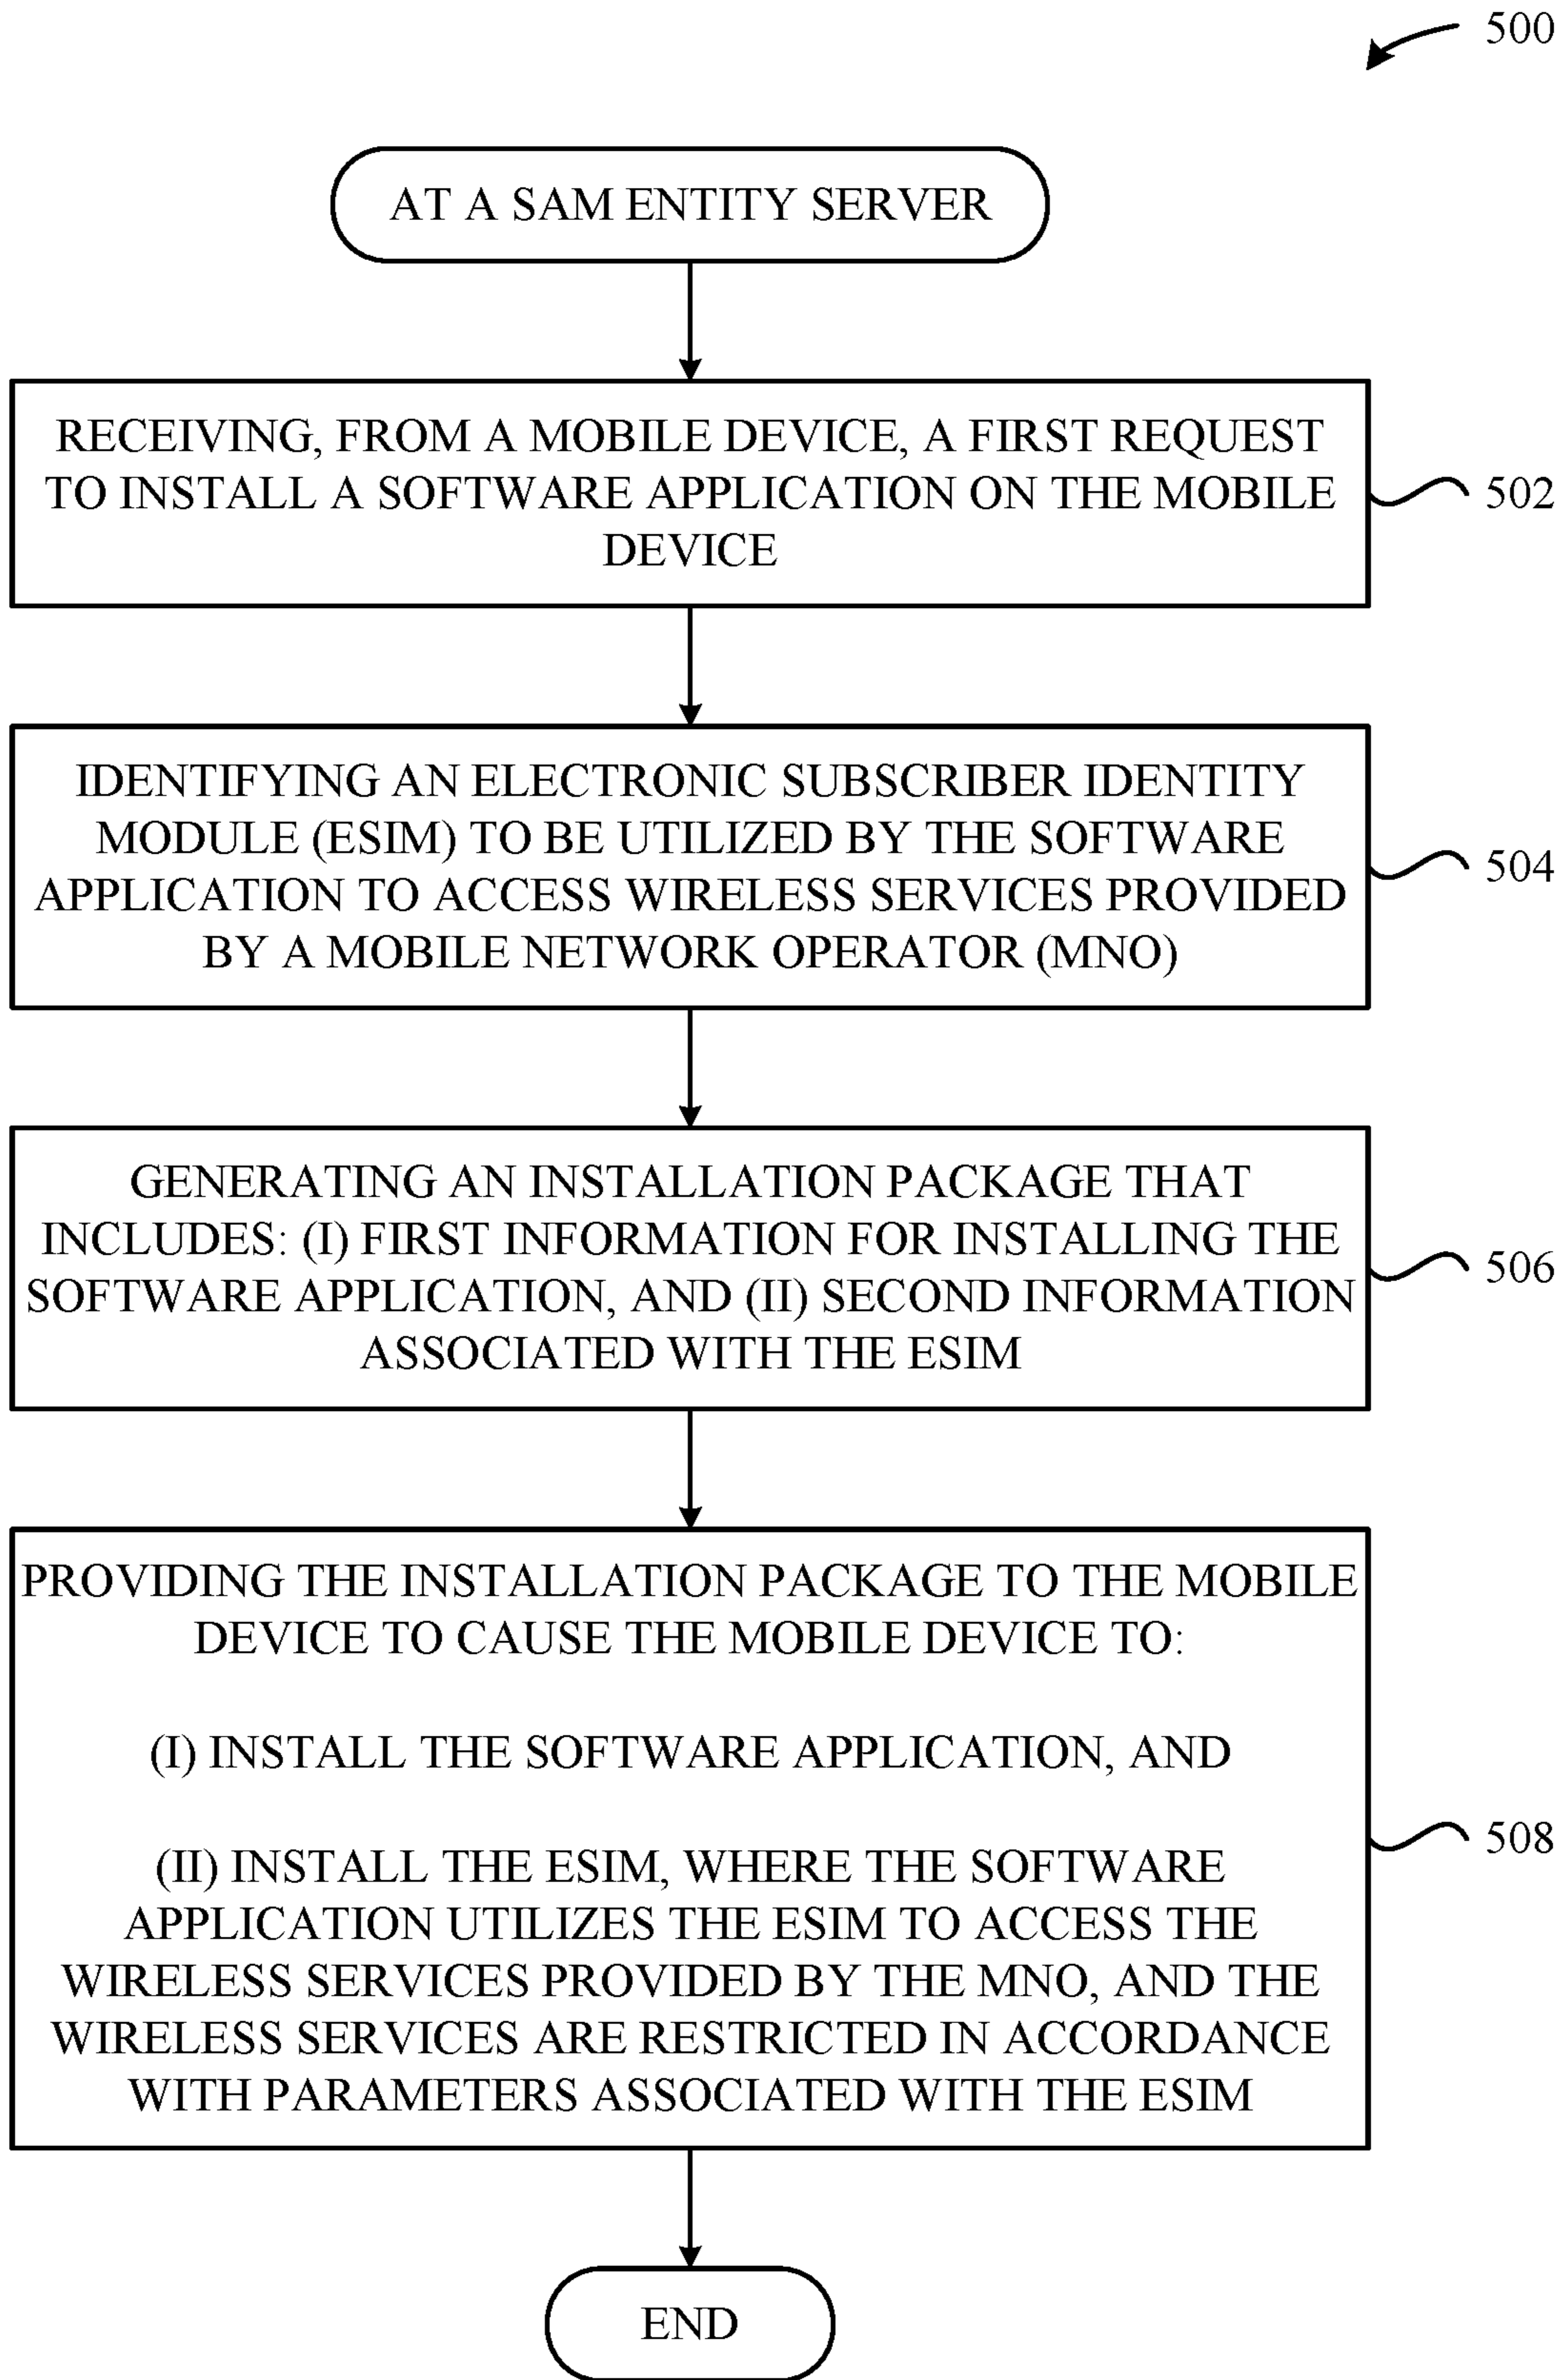 500
AT A SAM ENTITY SERVER
RECEIVING, FROM A MOBILE DEVICE, A FIRST REQUEST
TO INSTALL A SOFTWARE APPLICATION ON THE MOBILE
DEVICE
502
IDENTIFYING AN ELECTRONIC SUBSCRIBER IDENTITY
MODULE (ESIM) TO BE UTILIZED BY THE SOFTWARE
APPLICATION TO ACCESS WIRELESS SERVICES PROVIDED
BY A MOBILE NETWORK OPERATOR (MNO)
504
GENERATING AN INSTALLATION PACKAGE THAT
INCLUDES: (I) FIRST INFORMATION FOR INSTALLING THE
SOFTWARE APPLICATION, AND (II) SECOND INFORMATION
ASSOCIATED WITH THE ESIM
506
PROVIDING THE INSTALLATION PACKAGE TO THE MOBILE
DEVICE TO CAUSE THE MOBILE DEVICE TO:
(I) INSTALL THE SOFTWARE APPLICATION, AND
(II) INSTALL THE ESIM, WHERE THE SOFTWARE
APPLICATION UTILIZES THE ESIM TO ACCESS THE
WIRELESS SERVICES PROVIDED BY THE MNO, AND THE
WIRELESS SERVICES ARE RESTRICTED IN ACCORDANCE
WITH PARAMETERS ASSOCIATED WITH THE ESIM
508
END